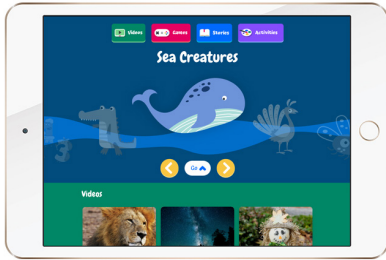 Videos
Games
Stories
Activities
Sea Creatures
Go
Videos